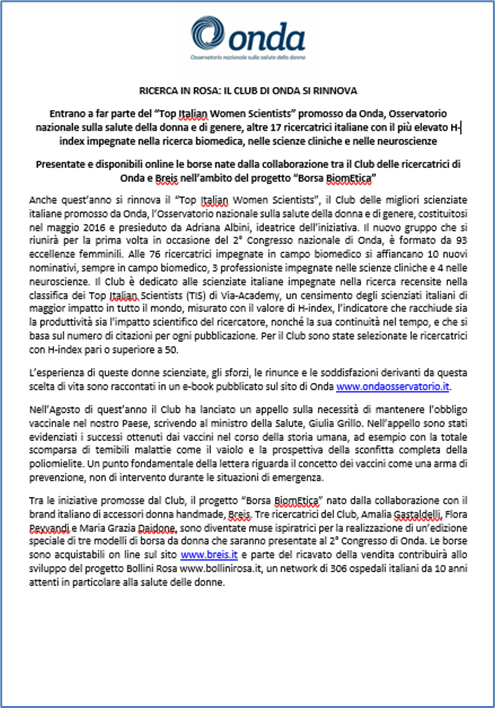 onda
Osservatorio nazionale sulla salute della donna
RICERCA IN ROSA: IL CLUB DI ONDA SI RINNOVA
Entrano a far parte del “Top Italian Women Scientists” promosso da Onda, Osservatorio
nazionale sulla salute della donna e di genere, altre 17 ricercatrici italiane con il più elevato H-
index impegnate nella ricerca biomedica, nelle scienze cliniche e nelle neuroscienze
Presentate e disponibili online le borse nate dalla collaborazione tra il Club delle ricercatrici di
Onda e Breis nell’ambito del progetto “Borsa BiomEtica”
Anche quest’anno si rinnova il “Top Italian Women Scientists”, il Club delle migliori scienziate
italiane promosso da Onda, l’Osservatorio nazionale sulla salute della donna e di genere, costituitosi
nel maggio 2016 e presieduto da Adriana Albini, ideatrice dell’iniziativa. Il nuovo gruppo che si
riunirà per la prima volta in occasione del 2° Congresso nazionale di Onda, è formato da 93
eccellenze femminili. Alle 76 ricercatrici impegnate in campo biomedico si affiancano 10 nuovi
nominativi, sempre in campo biomedico, 3 professioniste impegnate nelle scienze cliniche e 4 nelle
neuroscienze. Il Club è dedicato alle scienziate italiane impegnate nella ricerca recensite nella
classifica dei Top Italian Scientists (TIS) di Via-Academy, un censimento degli scienziati italiani di
maggior impatto in tutto il mondo, misurato con il valore di H-index, l’indicatore che racchiude sia
la produttività sia l’impatto scientifico del ricercatore, nonché la sua continuità nel tempo, e che si
basa sul numero di citazioni per ogni pubblicazione. Per il Club sono state selezionate le ricercatrici
con H-index pari o superiore a 50.
L’esperienza di queste donne scienziate, gli sforzi, le rinunce e le soddisfazioni derivanti da questa
scelta di vita sono raccontati in un e-book pubblicato sul sito di Onda www.ondaosservatorio.it.
Nell’Agosto di quest’anno il Club ha lanciato un appello sulla necessità di mantenere l’obbligo
vaccinale nel nostro Paese, scrivendo al ministro della Salute, Giulia Grillo. Nell’appello sono stati
evidenziati i successi ottenuti dai vaccini nel corso della storia umana, ad esempio con la totale
scomparsa di temibili malattie come il vaiolo e la prospettiva della sconfitta completa della
poliomielite. Un punto fondamentale della lettera riguarda il concetto dei vaccini come una arma di
prevenzione, non di intervento durante le situazioni di emergenza.
Tra le iniziative promosse dal Club, il progetto “Borsa BiomEtica” nato dalla collaborazione con il
brand italiano di accessori donna handmade, Breis. Tre ricercatrici del Club, Amalia Gastaldelli, Flora
Peyvandi e Maria Grazia Daidone, sono diventate muse ispiratrici per la realizzazione di un’edizione
speciale di tre modelli di borsa da donna che saranno presentate al 2° Congresso di Onda. Le borse
sono acquistabili on line sul sito www.breis.it e parte del ricavato della vendita contribuirà allo
sviluppo del progetto Bollini Rosa www.bollinirosa.it, un network di 306 ospedali italiani da 10 anni
attenti in particolare alla salute delle donne.